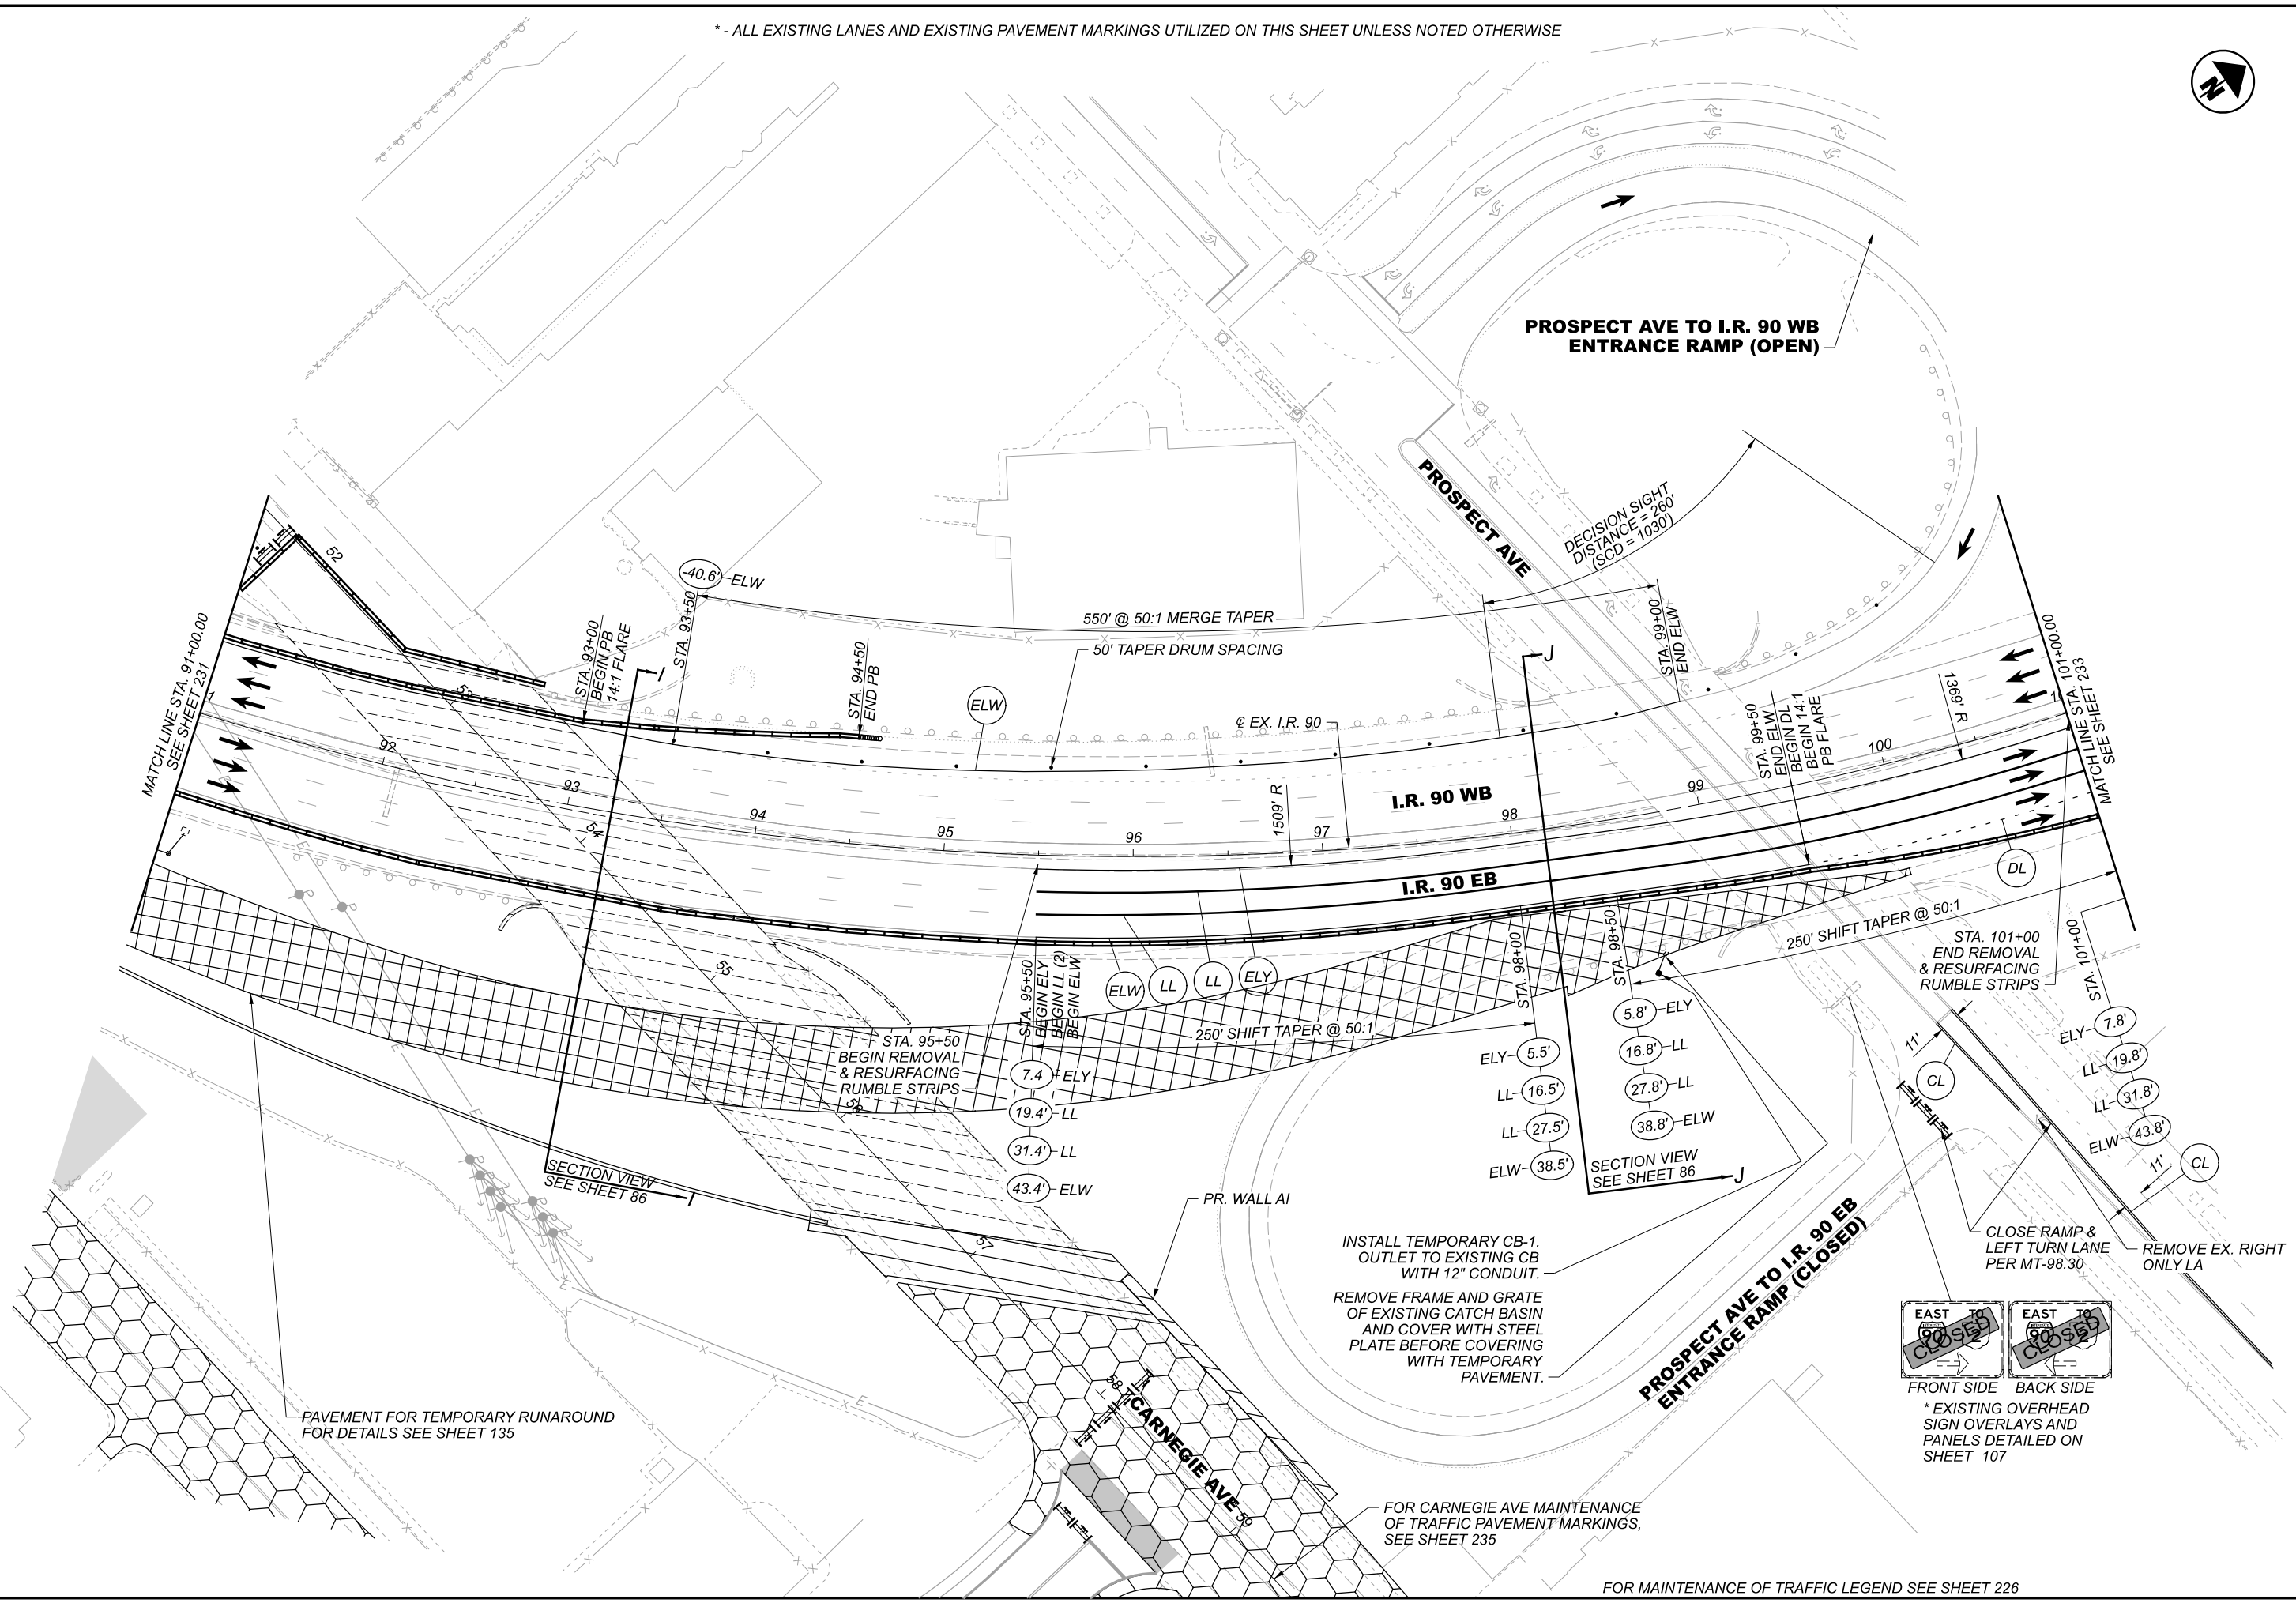 * - ALL EXISTING LANES AND EXISTING PAVEMENT MARKINGS UTILIZED ON THIS SHEET UNLESS NOTED OTHERWISE
N
PROSPECT AVE TO I.R. 90 WB
ENTRANCE RAMP (OPEN)
PROSPECT AVE
DECISION SIGHT
DISTANCE = 260'
(SCD = 1030')
52
-40.6'
ELW
STA. 93+50
STA. 93+00
BEGIN PB
14:1 FLARE
I
550' @ 50:1 MERGE TAPER
50' TAPER DRUM SPACING
STA. 94+50
END PB
ELW
℄ EX. I.R. 90
J
STA. 99+00
END ELW
STA. 99+50
END ELW
BEGIN DL
BEGIN 14:1
PB FLARE
1369' R
MATCH LINE STA. 101+00.00
SEE SHEET 233
MATCH LINE STA. 91+00.00
SEE SHEET 231
53
92
93
54
94
95
96
97
98
99
100
1509' R
I.R. 90 WB
I.R. 90 EB
DL
55
STA. 95+50
BEGIN ELY
BEGIN LL (2)
BEGIN ELW
ELW
LL
LL
ELY
STA. 98+00
STA. 98+50
250' SHIFT TAPER @ 50:1
250' SHIFT TAPER @ 50:1
STA. 101+00
END REMOVAL
& RESURFACING
RUMBLE STRIPS
STA. 101+00
STA. 95+50
BEGIN REMOVAL
& RESURFACING
RUMBLE STRIPS
56
7.4
ELY
19.4'
LL
31.4'
LL
43.4'
ELW
ELY
5.5'
LL
16.5'
LL
27.5'
ELW
38.5'
5.8'
ELY
16.8'
LL
27.8'
LL
38.8'
ELW
ELY
7.8'
LL
19.8'
LL
31.8'
ELW
43.8'
11'
CL
11'
CL
SECTION VIEW
SEE SHEET 86
I
SECTION VIEW
SEE SHEET 86
J
PR. WALL AI
57
INSTALL TEMPORARY CB-1.
OUTLET TO EXISTING CB
WITH 12" CONDUIT.
REMOVE FRAME AND GRATE
OF EXISTING CATCH BASIN
AND COVER WITH STEEL
PLATE BEFORE COVERING
WITH TEMPORARY
PAVEMENT.
PROSPECT AVE TO I.R. 90 EB
ENTRANCE RAMP (CLOSED)
CLOSE RAMP &
LEFT TURN LANE
PER MT-98.30
REMOVE EX. RIGHT
ONLY LA
EAST TO
90 2
CLOSED
EAST TO
90 2
CLOSED
FRONT SIDE
BACK SIDE
* EXISTING OVERHEAD
SIGN OVERLAYS AND
PANELS DETAILED ON
SHEET 107
PAVEMENT FOR TEMPORARY RUNAROUND
FOR DETAILS SEE SHEET 135
58
CARNEGIE AVE
59
FOR CARNEGIE AVE MAINTENANCE
OF TRAFFIC PAVEMENT MARKINGS,
SEE SHEET 235
FOR MAINTENANCE OF TRAFFIC LEGEND SEE SHEET 226